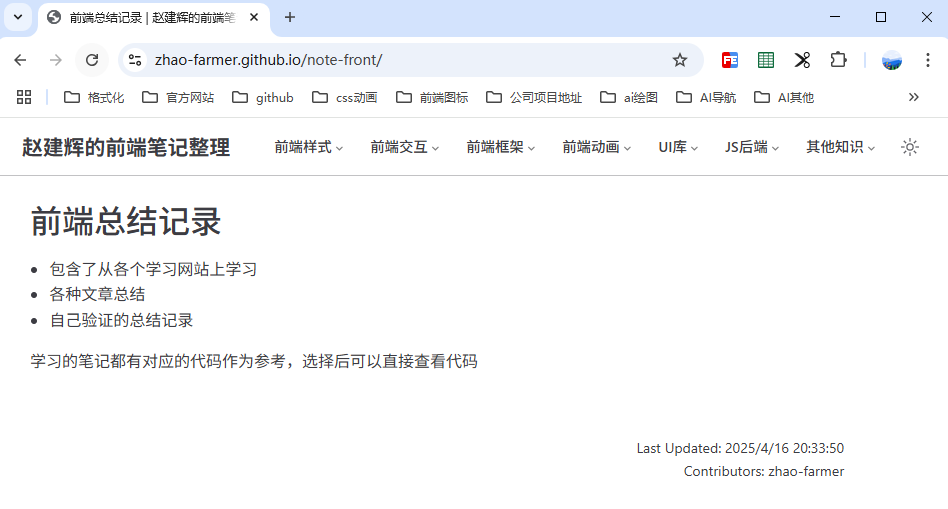 前端总结记录 | 赵建辉的前端笔
zhao-farmer.github.io/note-front/
格式化 官方网站 github css动画 前端图标 公司项目地址 ai绘图 AI导航 AI其他
赵建辉的前端笔记整理 前端样式 前端交互 前端框架 前端动画 UI库 JS后端 其他知识
前端总结记录
包含了从各个学习网站上学习
各种文章总结
自己验证的总结记录
学习的笔记都有对应的代码作为参考，选择后可以直接查看代码
Last Updated: 2025/4/16 20:33:50
Contributors: zhao-farmer